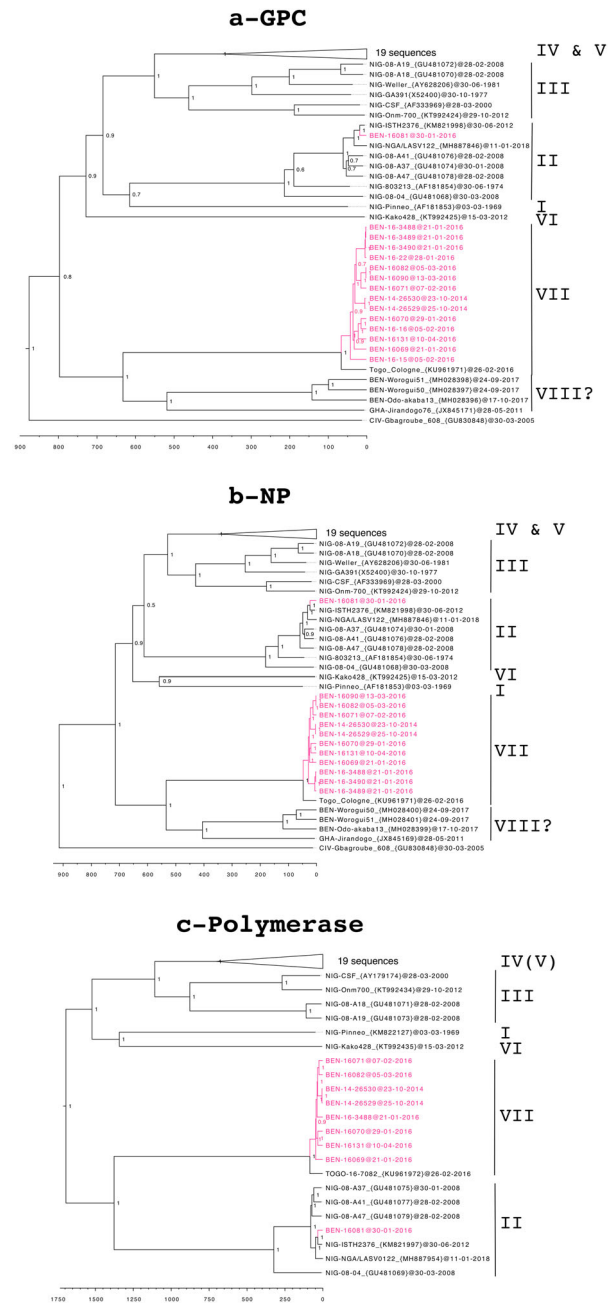 a-GPC
19 sequences
IV & V
NIG-08-A19_{GU481072}@28-02-2008
NIG-08-A18_{GU481070}@28-02-2008
NIG-Weller_{AY628206}@30-06-1981
NIG-GA391{X52400}@30-10-1977
NIG-CSF_{AF333969}@28-03-2000
NIG-Onm-700_{KT992424}@29-10-2012
III
NIG-ISTH2376_{KM821998}@30-06-2012
BEN-16081@30-01-2016
NIG-NGA/LASV122_{MH887846}@11-01-2018
NIG-08-A41_{GU481076}@28-02-2008
NIG-08-A37_{GU481074}@30-01-2008
NIG-08-A47_{GU481078}@28-02-2008
NIG-803213_{AF181854}@30-06-1974
NIG-08-04_{GU481068}@30-03-2008
II
NIG-Pinneo_{AF181853}@03-03-1969
I
NIG-Kako428_{KT992425}@15-03-2012
VI
BEN-16-3488@21-01-2016
BEN-16-3489@21-01-2016
BEN-16-3490@21-01-2016
BEN-16-22@28-01-2016
BEN-16082@05-03-2016
BEN-16090@13-03-2016
BEN-16071@07-02-2016
BEN-14-26530@23-10-2014
BEN-14-26529@25-10-2014
BEN-16070@29-01-2016
BEN-16-16@05-02-2016
BEN-16131@10-04-2016
BEN-16069@21-01-2016
BEN-16-15@05-02-2016
Togo_Cologne_{KU961971}@26-02-2016
VII
BEN-Worogui51_{MH028398}@24-09-2017
BEN-Worogui50_{MH028397}@24-09-2017
BEN-Odo-akaba13_{MH028396}@17-10-2017
GHA-Jirandogo76_{JX845171}@28-05-2011
VIII?
CIV-Gbagroube_608_{GU830848}@30-03-2005
900 800 700 600 500 400 300 200 100 0
b-NP
19 sequences
IV & V
NIG-08-A19_{GU481072}@28-02-2008
NIG-08-A18_{GU481070}@28-02-2008
NIG-Weller_{AY628206}@30-06-1981
NIG-GA391{X52400}@30-10-1977
NIG-CSF_{AF333969}@28-03-2000
NIG-Onm-700_{KT992424}@29-10-2012
III
BEN-16081@30-01-2016
NIG-ISTH2376_{KM821998}@30-06-2012
NIG-NGA/LASV122_{MH887846}@11-01-2018
NIG-08-A37_{GU481074}@30-01-2008
NIG-08-A41_{GU481076}@28-02-2008
NIG-08-A47_{GU481078}@28-02-2008
NIG-803213_{AF181854}@30-06-1974
NIG-08-04_{GU481068}@30-03-2008
II
NIG-Kako428_{KT992425}@15-03-2012
VI
NIG-Pinneo_{AF181853}@03-03-1969
I
BEN-16090@13-03-2016
BEN-16082@05-03-2016
BEN-16071@07-02-2016
BEN-14-26530@23-10-2014
BEN-14-26529@25-10-2014
BEN-16070@29-01-2016
BEN-16131@10-04-2016
BEN-16069@21-01-2016
BEN-16-3488@21-01-2016
BEN-16-3490@21-01-2016
BEN-16-3489@21-01-2016
Togo_Cologne_{KU961971}@26-02-2016
VII
BEN-Worogui50_{MH028400}@24-09-2017
BEN-Worogui51_{MH028401}@24-09-2017
BEN-Odo-akaba13_{MH028399}@17-10-2017
GHA-Jirandogo_{JX845169}@28-05-2011
VIII?
CIV-Gbagroube_608_{GU830848}@30-03-2005
900 800 700 600 500 400 300 200 100 0
c-Polymerase
19 sequences
IV(V)
NIG-CSF_{AY179174}@28-03-2000
NIG-Onm700_{KT992434}@29-10-2012
NIG-08-A18_{GU481071}@28-02-2008
NIG-08-A19_{GU481073}@28-02-2008
III
NIG-Pinneo_{KM822127}@03-03-1969
I
NIG-Kako428_{KT992435}@15-03-2012
VI
BEN-16071@07-02-2016
BEN-16082@05-03-2016
BEN-14-26530@23-10-2014
BEN-14-26529@25-10-2014
BEN-16-3488@21-01-2016
BEN-16070@29-01-2016
BEN-16131@10-04-2016
BEN-16069@21-01-2016
TOGO-16-7082_{KU961972}@26-02-2016
VII
NIG-08-A37_{GU481075}@30-01-2008
NIG-08-A41_{GU481077}@28-02-2008
NIG-08-A47_{GU481079}@28-02-2008
BEN-16081@30-01-2016
NIG-ISTH2376_{KM821997}@30-06-2012
NIG-NGA/LASV0122_{MH887954}@11-01-2018
NIG-08-04_{GU481069}@30-03-2008
II
1750 1500 1250 1000 750 500 250 0